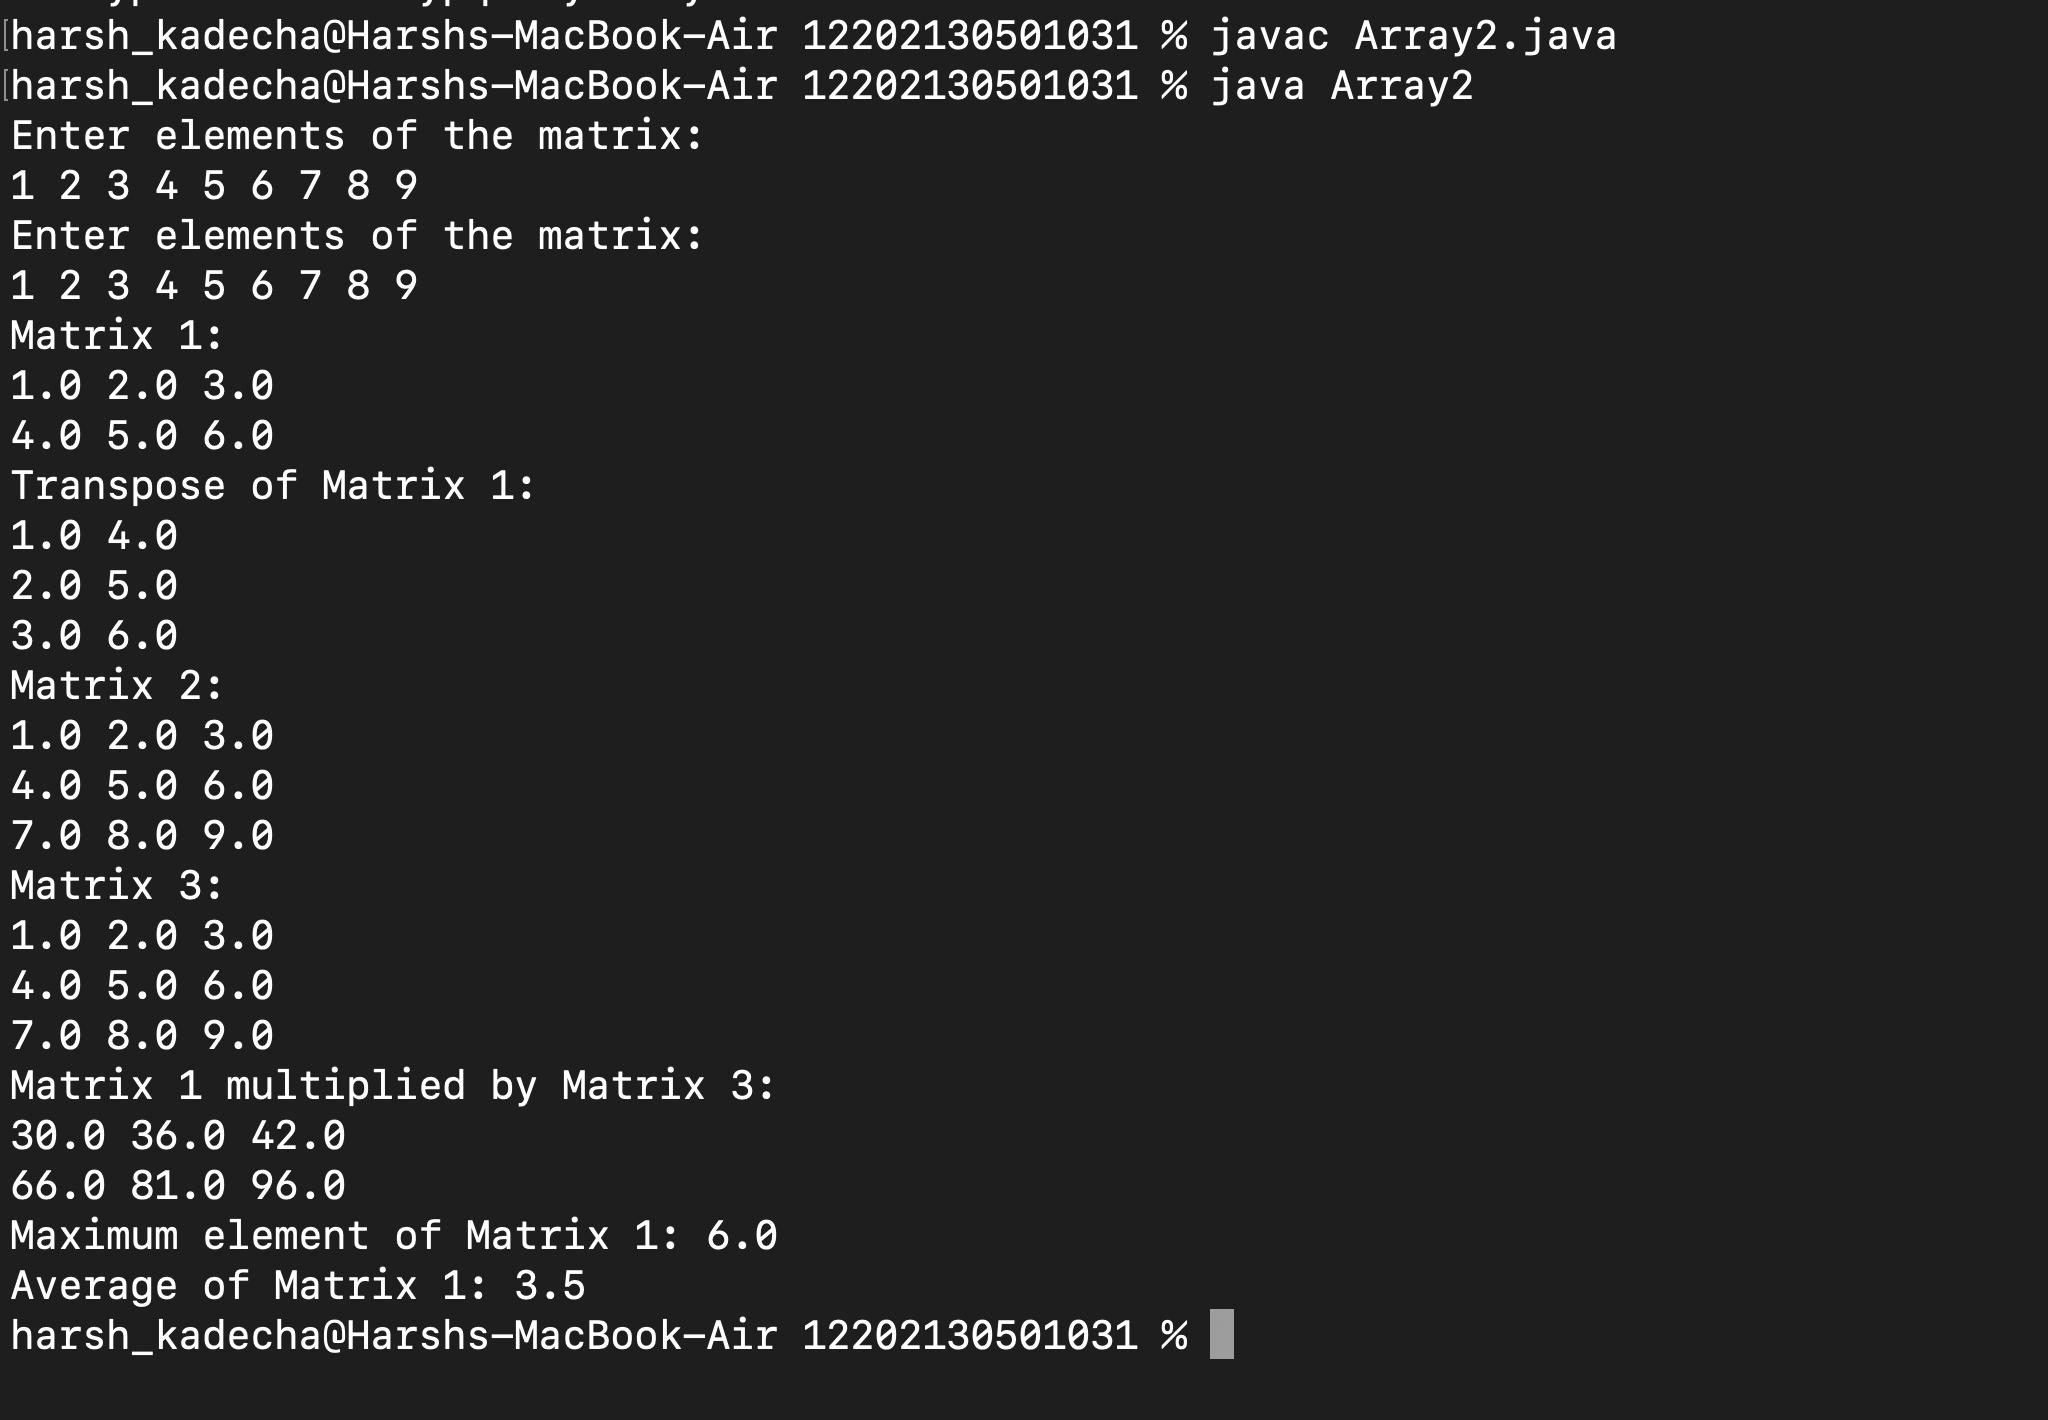 harsh_kadecha@Harshs-MacBook-Air 12202130501031 % javac Array2.java
harsh_kadecha@Harshs-MacBook-Air 12202130501031 % java Array2
Enter elements of the matrix:
1 2 3 4 5 6 7 8 9
Enter elements of the matrix:
1 2 3 4 5 6 7 8 9
Matrix 1:
1.0 2.0 3.0
4.0 5.0 6.0
Transpose of Matrix 1:
1.0 4.0
2.0 5.0
3.0 6.0
Matrix 2:
1.0 2.0 3.0
4.0 5.0 6.0
7.0 8.0 9.0
Matrix 3:
1.0 2.0 3.0
4.0 5.0 6.0
7.0 8.0 9.0
Matrix 1 multiplied by Matrix 3:
30.0 36.0 42.0
66.0 81.0 96.0
Maximum element of Matrix 1: 6.0
Average of Matrix 1: 3.5
harsh_kadecha@Harshs-MacBook-Air 12202130501031 %